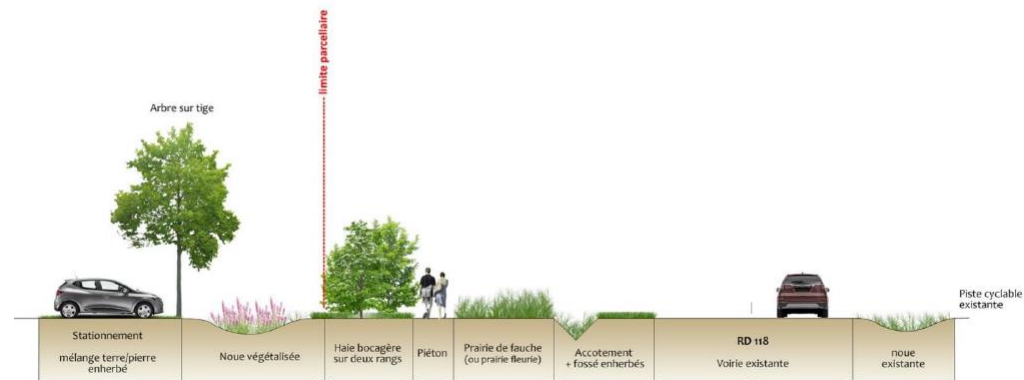 limite parcellaire
Arbre sur tige
Piste cyclable
existante
Stationnement
mélange terre/pierre
enherbé
Noue végétalisée
Haie bocagère
sur deux rangs
Piéton
Prairie de fauche
(ou prairie fleurie)
Accotement
+ fossé enherbés
RD 118
Voirie existante
noue
existante